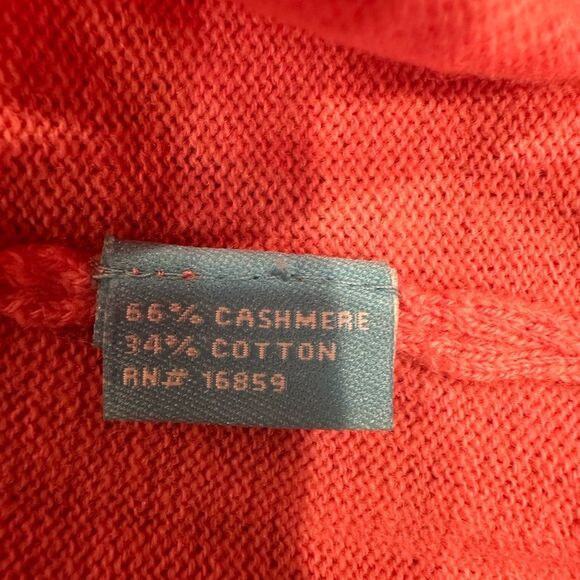 66% CASHMERE
34% COTTON
RN# 16859